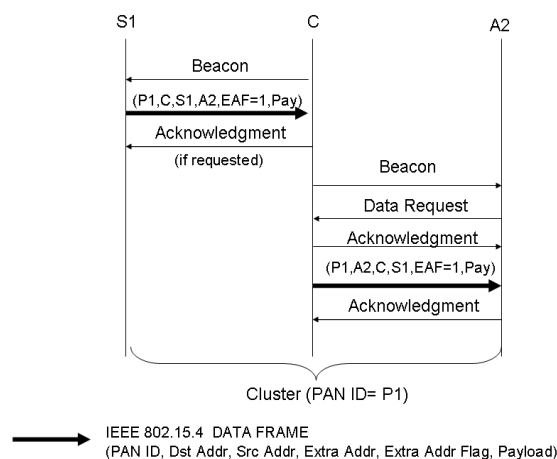 S1 C A2
Beacon
(P1,C,S1,A2,EAF=1,Pay)
Acknowledgment
(if requested)
Beacon
Data Request
Acknowledgment
(P1,A2,C,S1,EAF=1,Pay)
Acknowledgment
Cluster (PAN ID= P1)
IEEE 802.15.4 DATA FRAME
(PAN ID, Dst Addr, Src Addr, Extra Addr, Extra Addr Flag, Payload)